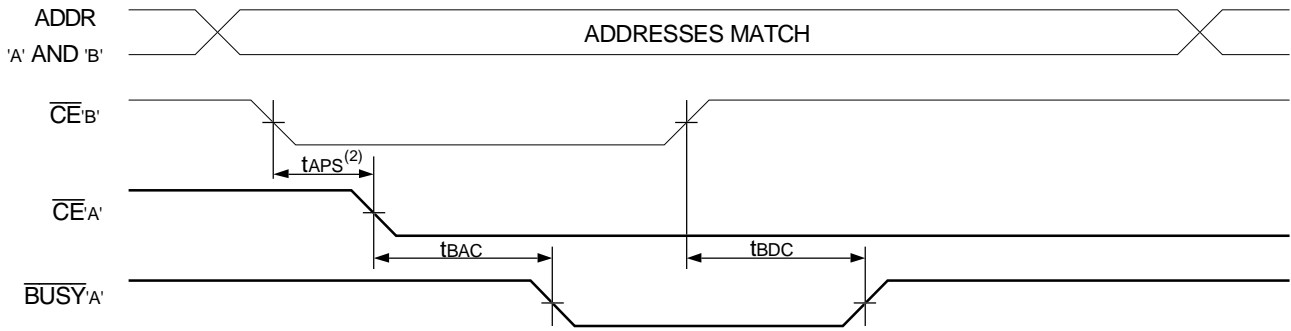 ADDR
'A' AND 'B'
ADDRESSES MATCH
CE'B'
tAPS(2)
CE'A'
tBAC
tBDC
BUSY'A'